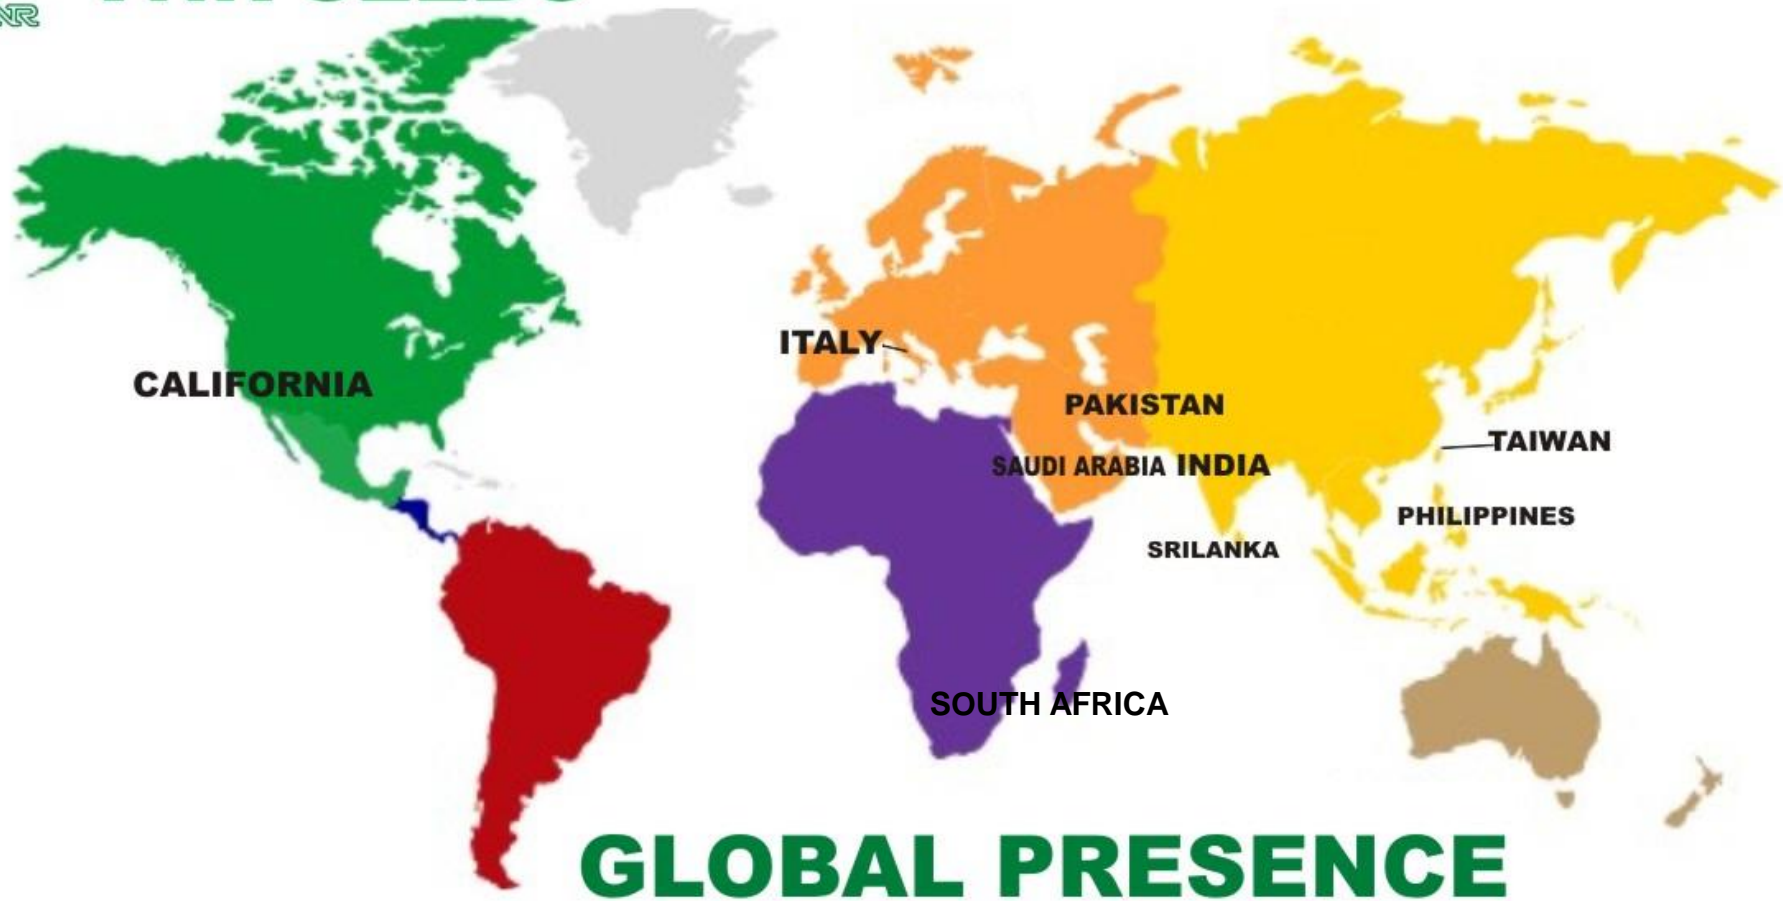 ITALY
CALIFORNIA
PAKISTAN
TAIWAN
SAUDI ARABIA INDIA
PHILIPPINES
SRILANKA
SOUTH AFRICA
GLOBAL PRESENCE